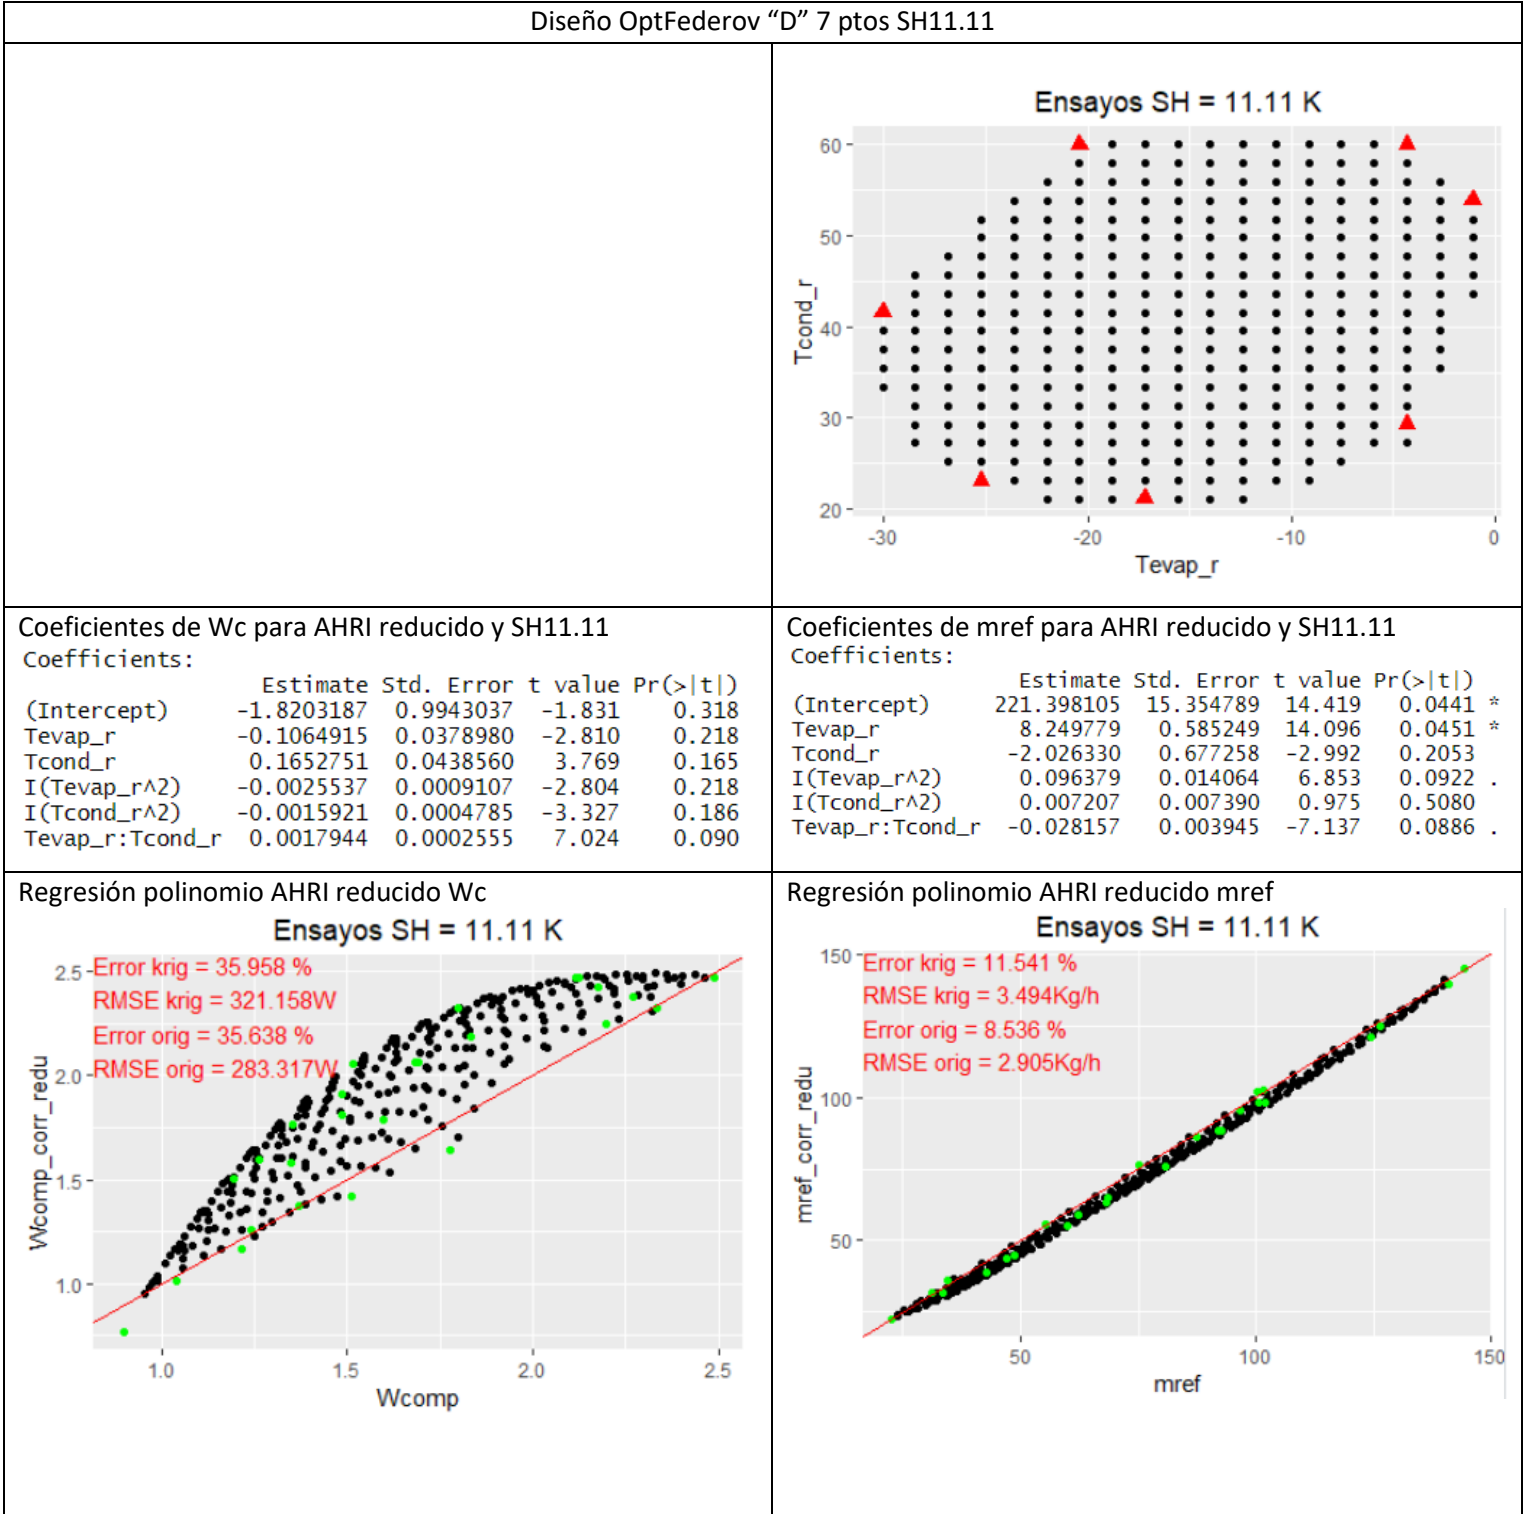 Diseño OptFederov “D” 7 ptos SH11.11
Ensayos SH = 11.11 K
Tcond_r
60
50
40
30
20
-30 -20 -10 0
Tevap_r
Coeficientes de Wc para AHRI reducido y SH11.11
Coefficients:
Estimate Std. Error t value Pr(>|t|)
(Intercept) -1.8203187 0.9943037 -1.831 0.318
Tevap_r -0.1064915 0.0378980 -2.810 0.218
Tcond_r 0.1652751 0.0438560 3.769 0.165
I(Tevap_r^2) -0.0025537 0.0009107 -2.804 0.218
I(Tcond_r^2) -0.0015921 0.0004785 -3.327 0.186
Tevap_r:Tcond_r 0.0017944 0.0002555 7.024 0.090
Coeficientes de mref para AHRI reducido y SH11.11
Coefficients:
Estimate Std. Error t value Pr(>|t|)
(Intercept) 221.398105 15.354789 14.419 0.0441 *
Tevap_r 8.249779 0.585249 14.096 0.0451 *
Tcond_r -2.026330 0.677258 -2.992 0.2053
I(Tevap_r^2) 0.096379 0.014064 6.853 0.0922 .
I(Tcond_r^2) 0.007207 0.007390 0.975 0.5080
Tevap_r:Tcond_r -0.028157 0.003945 -7.137 0.0886 .
Regresión polinomio AHRI reducido Wc
Ensayos SH = 11.11 K
Error krig = 35.958 %
RMSE krig = 321.158W
Error orig = 35.638 %
RMSE orig = 283.317W
Wcomp_corr_redu
2.5
2.0
1.5
1.0
1.0 1.5 2.0 2.5
Wcomp
Regresión polinomio AHRI reducido mref
Ensayos SH = 11.11 K
Error krig = 11.541 %
RMSE krig = 3.494Kg/h
Error orig = 8.536 %
RMSE orig = 2.905Kg/h
mref_corr_redu
150
100
50
50 100 150
mref